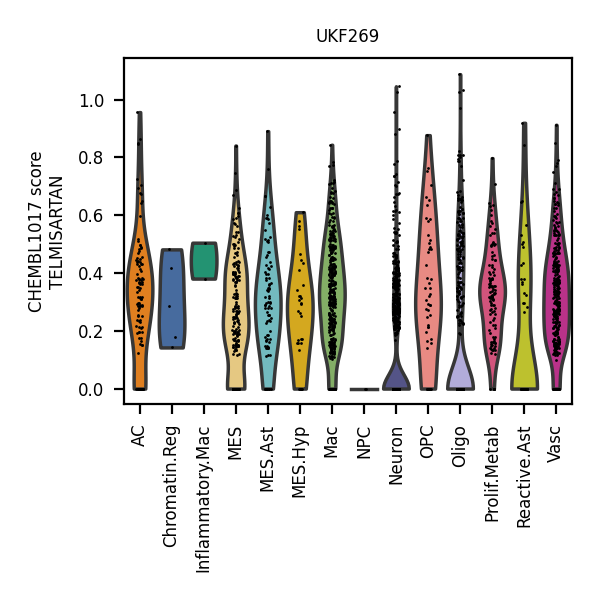 UKF269
CHEMBL1017 score
TELMISARTAN
1.0
0.8
0.6
0.4
0.2
0.0
AC
Chromatin.Reg
Inflammatory.Mac
MES
MES.Ast
MES.Hyp
Mac
NPC
Neuron
OPC
Oligo
Prolif.Metab
Reactive.Ast
Vasc